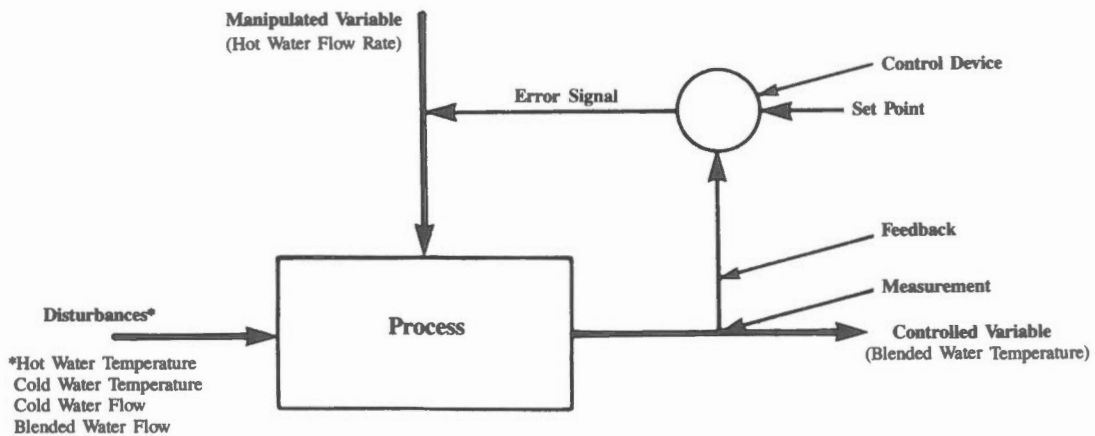 Manipulated Variable
(Hot Water Flow Rate)
Control Device
Error Signal
Set Point
Feedback
Measurement
Disturbances*
Process
Controlled Variable
(Blended Water Temperature)
*Hot Water Temperature
Cold Water Temperature
Cold Water Flow
Blended Water Flow